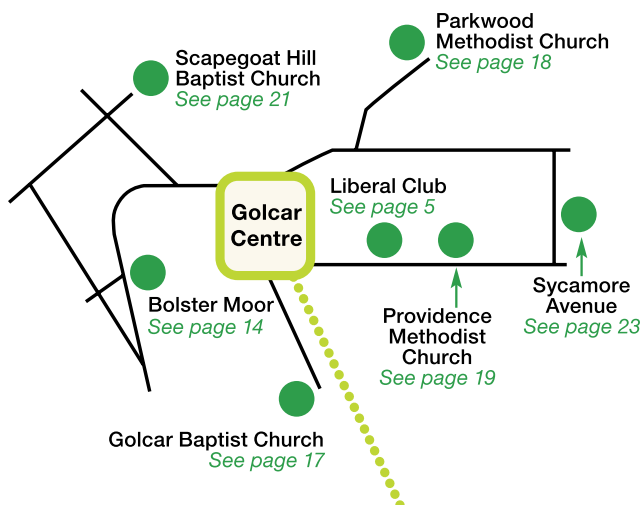 Parkwood
Methodist Church
See page 18
Scapegoat Hill
Baptist Church
See page 21
Liberal Club
See page 5
Golcar
Centre
Sycamore
Avenue
See page 23
Bolster Moor
See page 14
Providence
Methodist
Church
See page 19
Golcar Baptist Church
See page 17